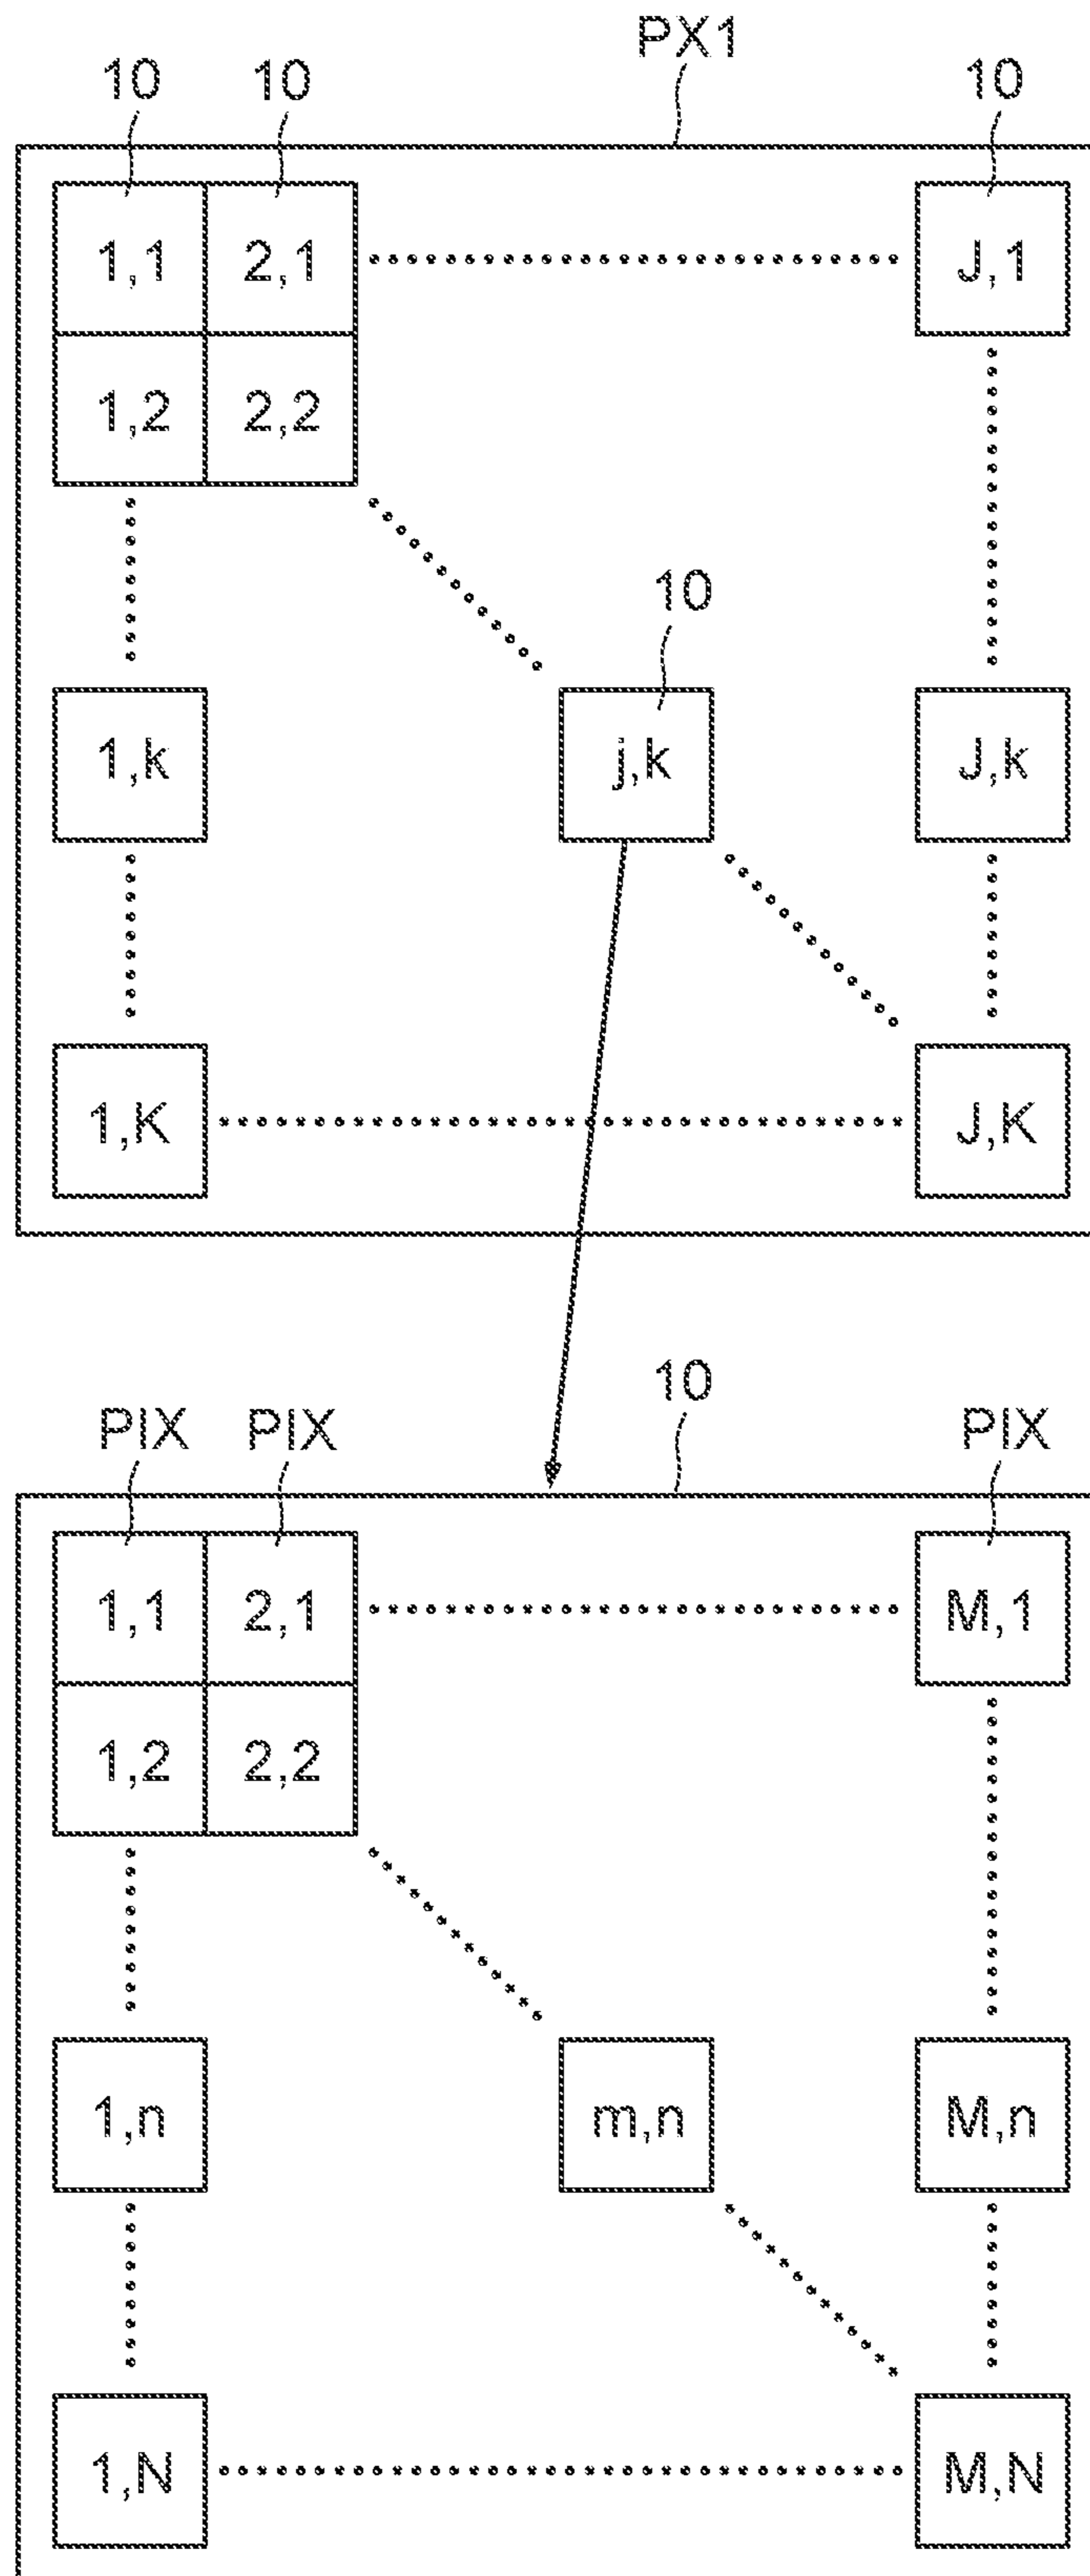 PX1
10 10 10
1,1 2,1 J,1
1,2 2,2
10
1,k j,k J,k
1,K J,K
10
PIX PIX PIX
1,1 2,1 M,1
1,2 2,2
1,n m,n M,n
1,N M,N